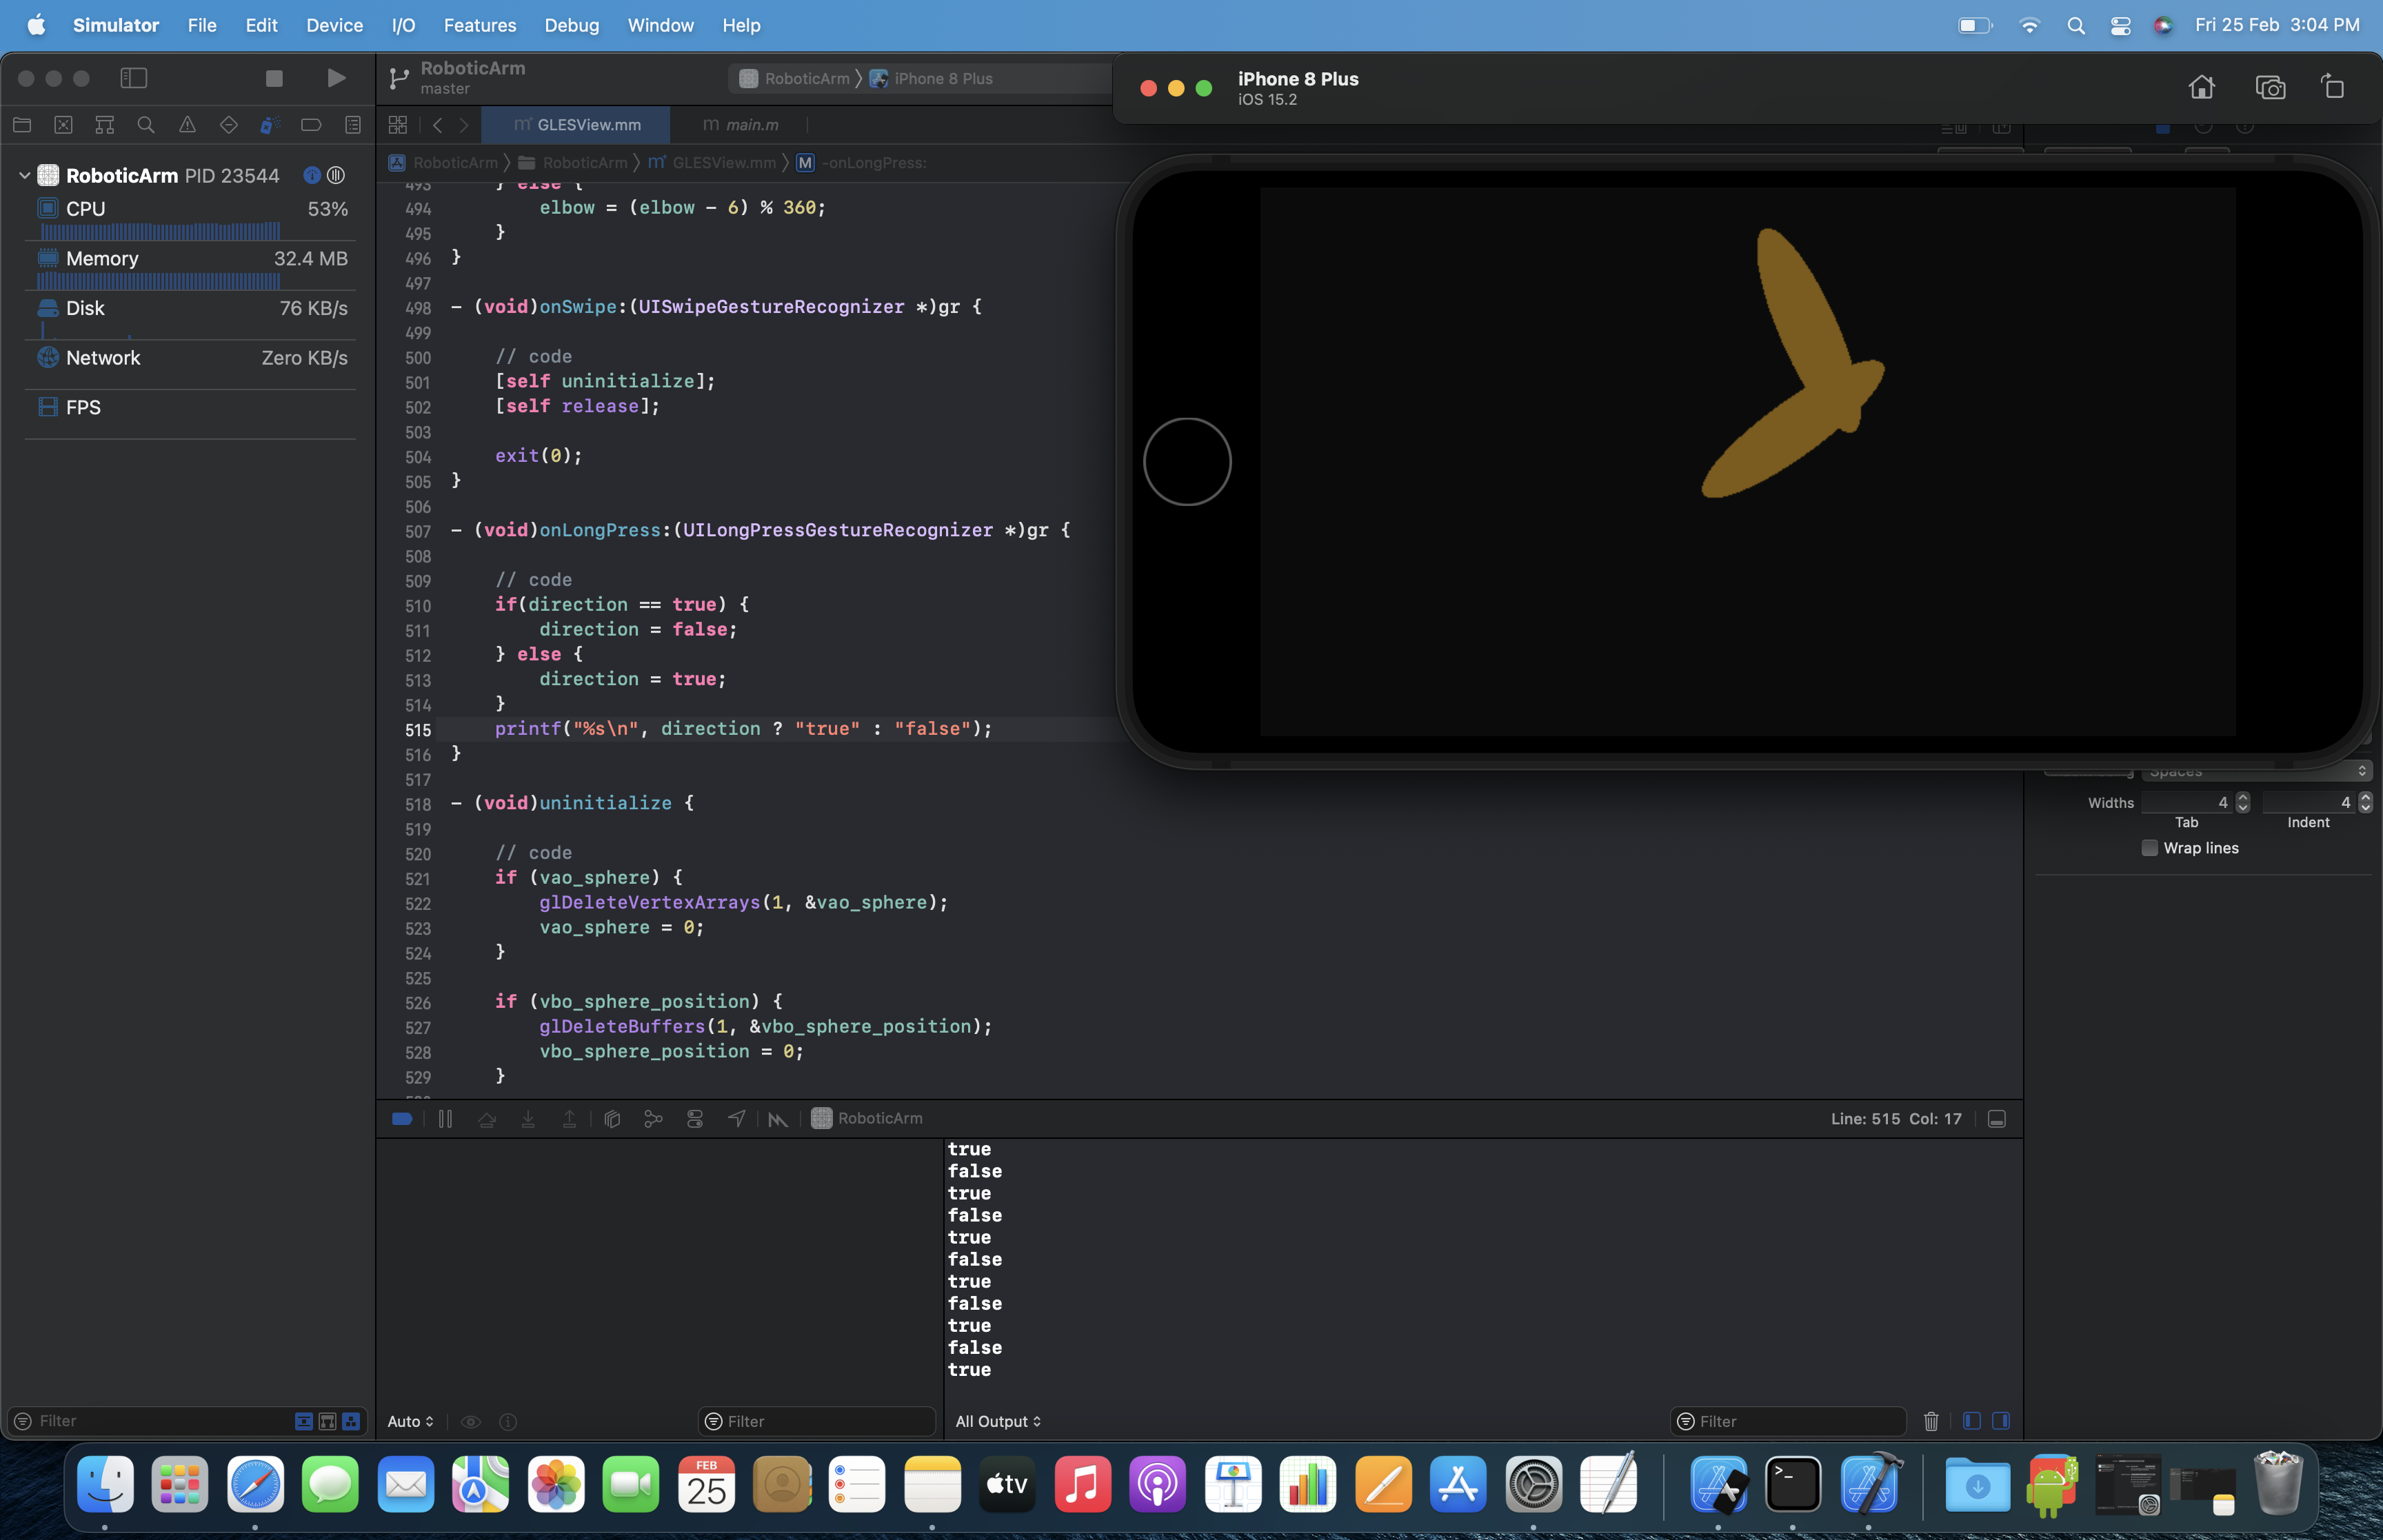 Simulator File Edit Device I/O Features Debug Window Help
Fri 25 Feb 3:04 PM
RoboticArm
master
RoboticArm iPhone 8 Plus
iPhone 8 Plus
iOS 15.2
GLESView.mm
main.m
RoboticArm RoboticArm GLESView.mm M -onLongPress:
RoboticArm PID 23544
CPU 53%
Memory 32.4 MB
Disk 76 KB/s
Network Zero KB/s
FPS
493 } else {
494 elbow = (elbow - 6) % 360;
495 }
496 }
497
498 - (void)onSwipe:(UISwipeGestureRecognizer *)gr {
499
500 // code
501 [self uninitialize];
502 [self release];
503
504 exit(0);
505 }
506
507 - (void)onLongPress:(UILongPressGestureRecognizer *)gr {
508
509 // code
510 if(direction == true) {
511 direction = false;
512 } else {
513 direction = true;
514 }
515 printf("%s\n", direction ? "true" : "false");
516 }
517
518 - (void)uninitialize {
519
520 // code
521 if (vao_sphere) {
522 glDeleteVertexArrays(1, &vao_sphere);
523 vao_sphere = 0;
524 }
525
526 if (vbo_sphere_position) {
527 glDeleteBuffers(1, &vbo_sphere_position);
528 vbo_sphere_position = 0;
529 }
Spaces
Widths 4 4
Tab Indent
Wrap lines
RoboticArm
Line: 515 Col: 17
true
false
true
false
true
false
true
false
true
false
true
Filter
Auto
Filter
All Output
Filter
FEB
25
tv